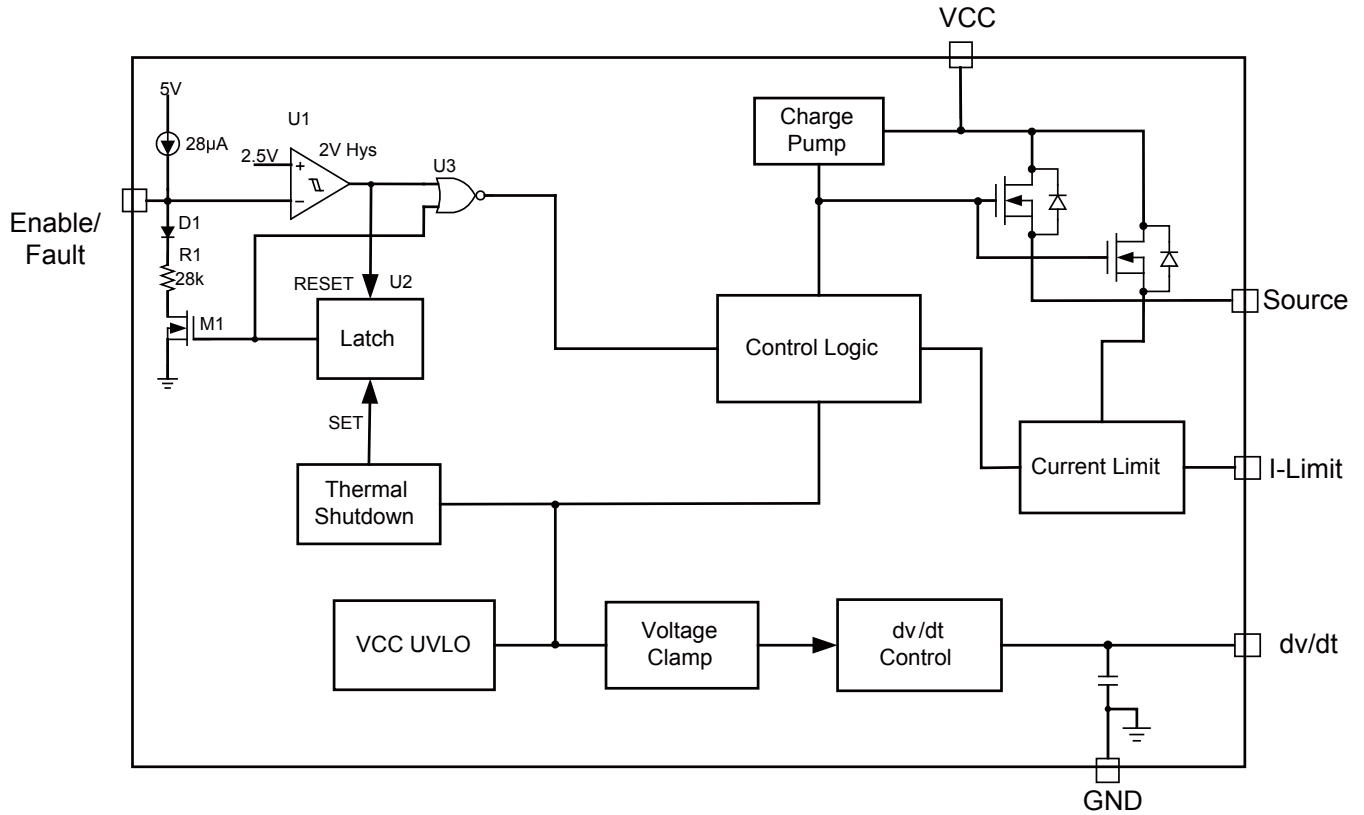 VCC
5V
28µA
U1
2V Hys
2.5V
U3
Charge
Pump
Enable/
Fault
D1
R1
28k
M1
RESET
U2
Latch
SET
Control Logic
Source
Thermal
Shutdown
Current Limit
I-Limit
VCC UVLO
Voltage
Clamp
dv/dt
Control
dv/dt
GND